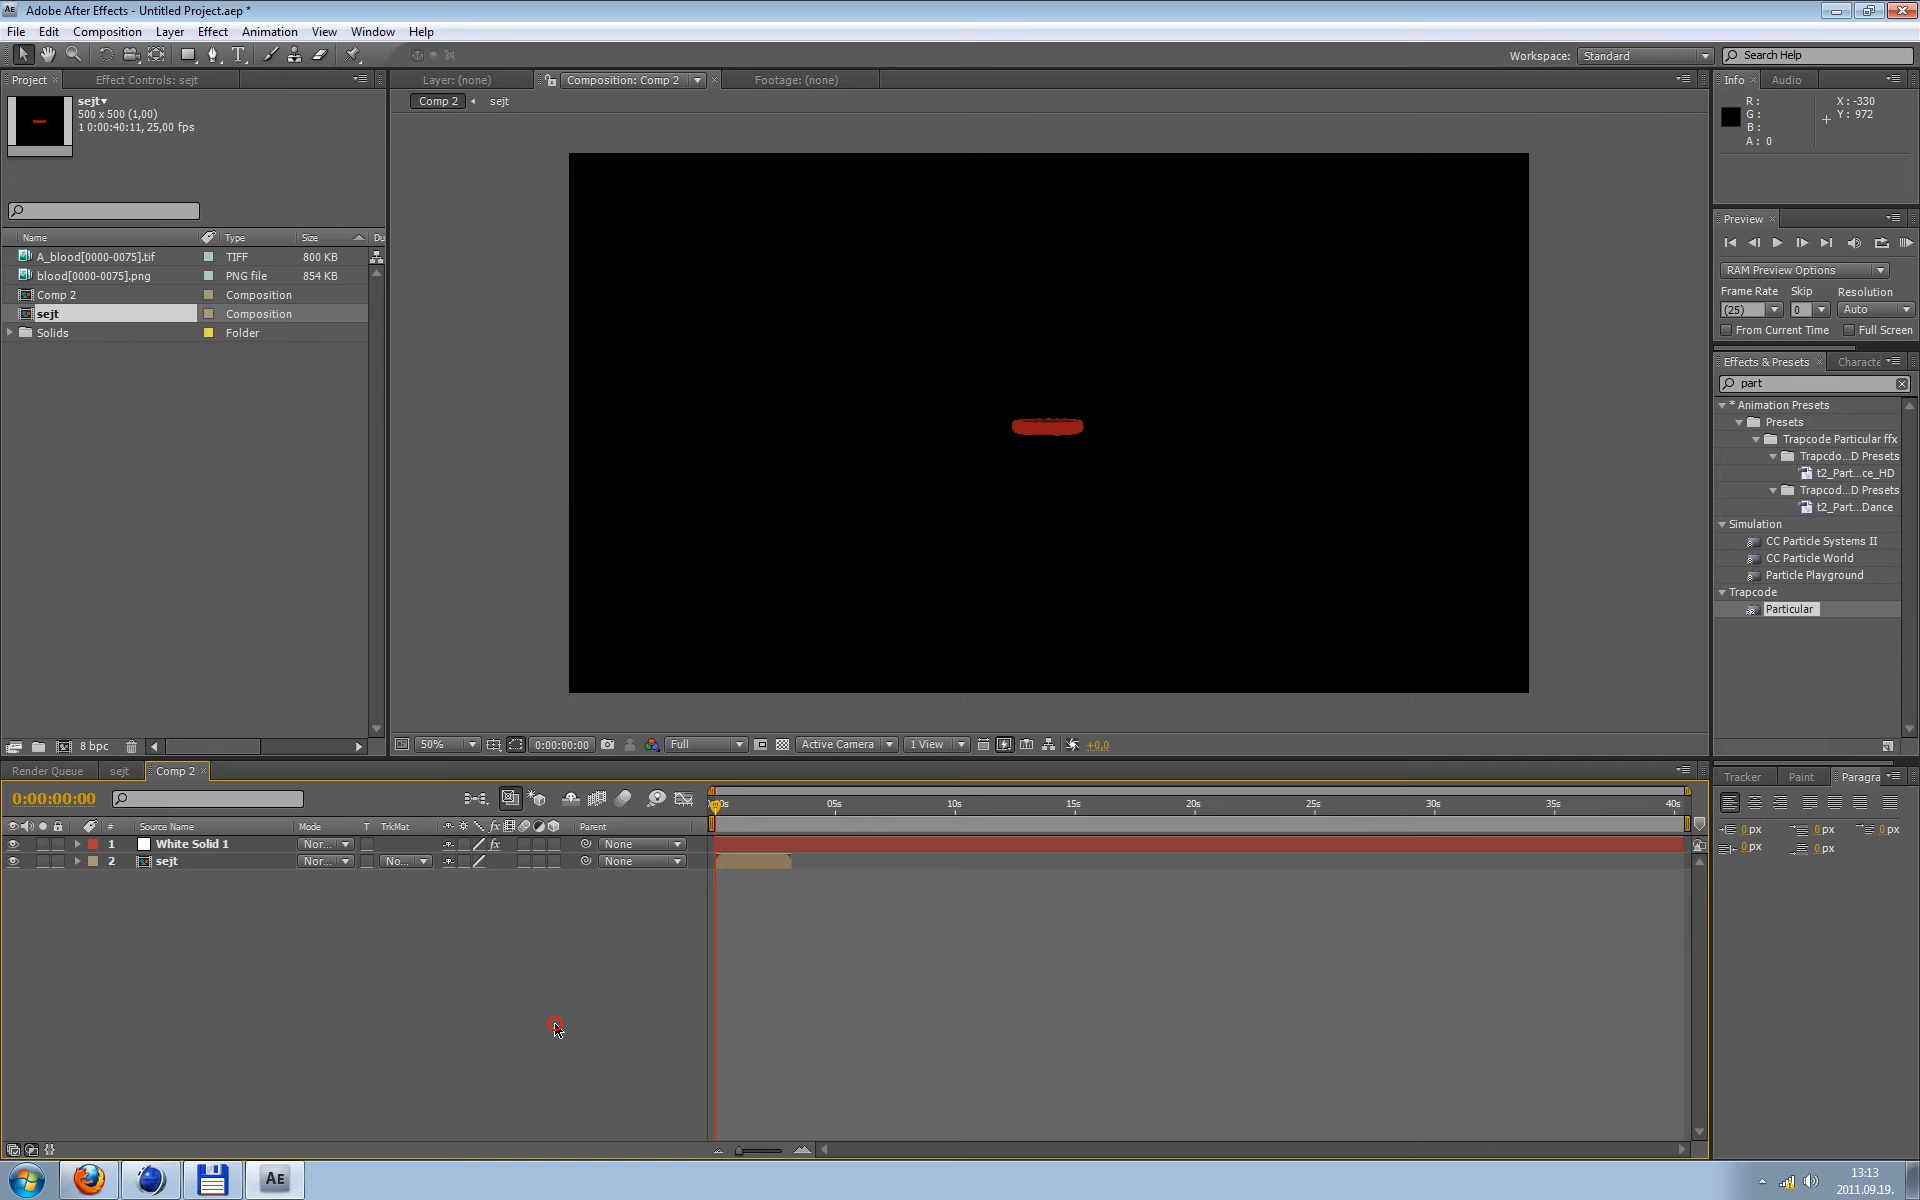 Adobe After Effects - Untitled Project.aep *
File Edit Composition Layer Effect Animation View Window Help
Workspace: Standard Search Help
Project Effect Controls: sejt Layer: (none) Composition: Comp 2 Footage: (none) Info Audio
sejt
500 x 500 (1,00)
1 0:00:40:11, 25,00 fps
Comp 2 sejt
R :
G :
B :
A : 0
X : -330
Y : 972
Preview
RAM Preview Options
Frame Rate Skip Resolution
(25) 0 Auto
From Current Time Full Screen
Name Type Size Du
A_blood[0000-0075].tif TIFF 800 KB
blood[0000-0075].png PNG file 854 KB
Comp 2 Composition
sejt Composition
Solids Folder
Effects & Presets Characte
part
* Animation Presets
Presets
Trapcode Particular ffx
Trapcdo...D Presets
t2_Part...ce_HD
Trapcod...D Presets
t2_Part...Dance
Simulation
CC Particle Systems II
CC Particle World
Particle Playground
Trapcode
Particular
8 bpc
50% 0:00:00:00 Full Active Camera 1 View +0,0
Render Queue sejt Comp 2
0:00:00:00
05s 10s 15s 20s 25s 30s 35s 40s
# Source Name Mode T TrkMat fx Parent
1 White Solid 1 Nor... fx None
2 sejt Nor... No... None
Tracker Paint Paragra
0 px 0 px 0 px
0 px 0 px
AE
13:13
2011.09.19.